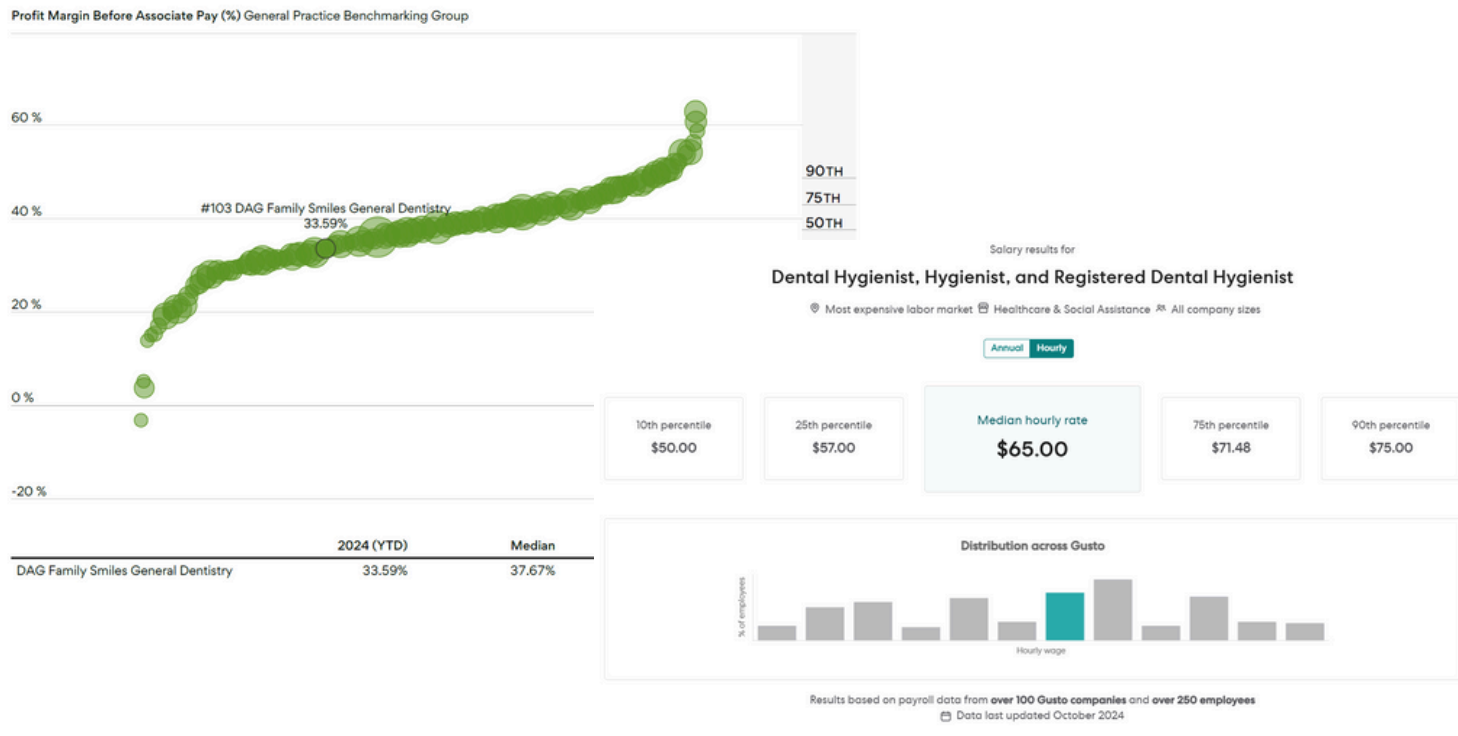 Profit Margin Before Associate Pay (%) General Practice Benchmarking Group
60 %
90TH
#103 DAG Family Smiles General Dentistry
40 %
75TH
33.59%
50TH
20 %
0 %
-20 %
2024 (YTD) Median
DAG Family Smiles General Dentistry 33.59% 37.67%
Salary results for
Dental Hygienist, Hygienist, and Registered Dental Hygienist
Most expensive labor market Healthcare & Social Assistance All company sizes
Annual Hourly
10th percentile 25th percentile Median hourly rate 75th percentile 90th percentile
$50.00 $57.00 $65.00 $71.48 $75.00
Distribution across Gusto
% of employees
Hourly wage
Results based on payroll data from over 100 Gusto companies and over 250 employees
Data last updated October 2024